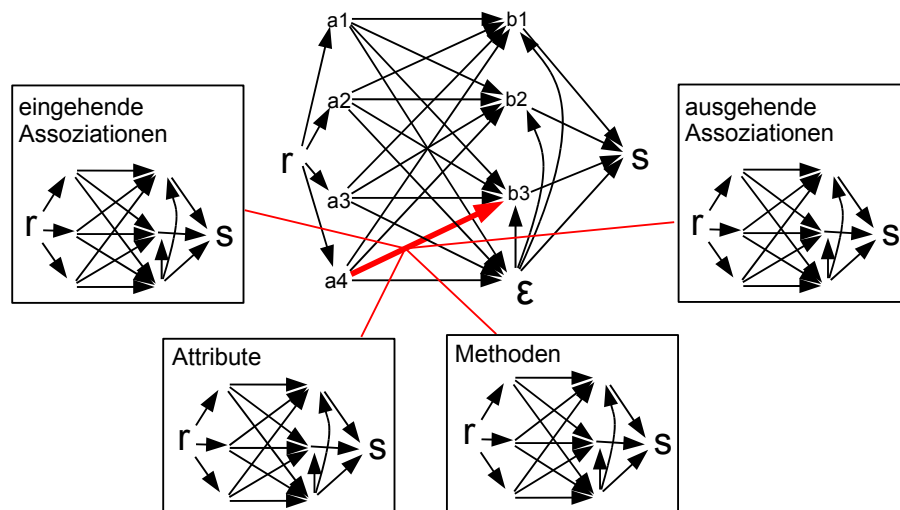 a1
b1
eingehende
Assoziationen
a2
b2
ausgehende
Assoziationen
r
s
a3
b3
r
s
r
s
a4
ε
Attribute
r
s
Methoden
r
s